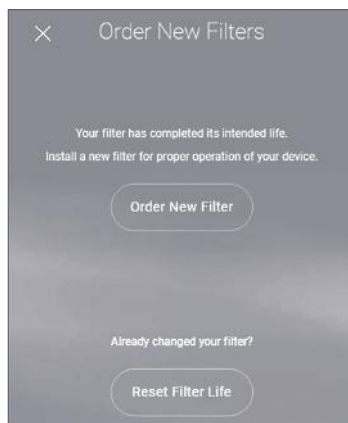 Order New Filters
Your filter has completed its intended life.
Install a new filter for proper operation of your device.
Order New Filter
Already changed your filter?
Reset Filter Life